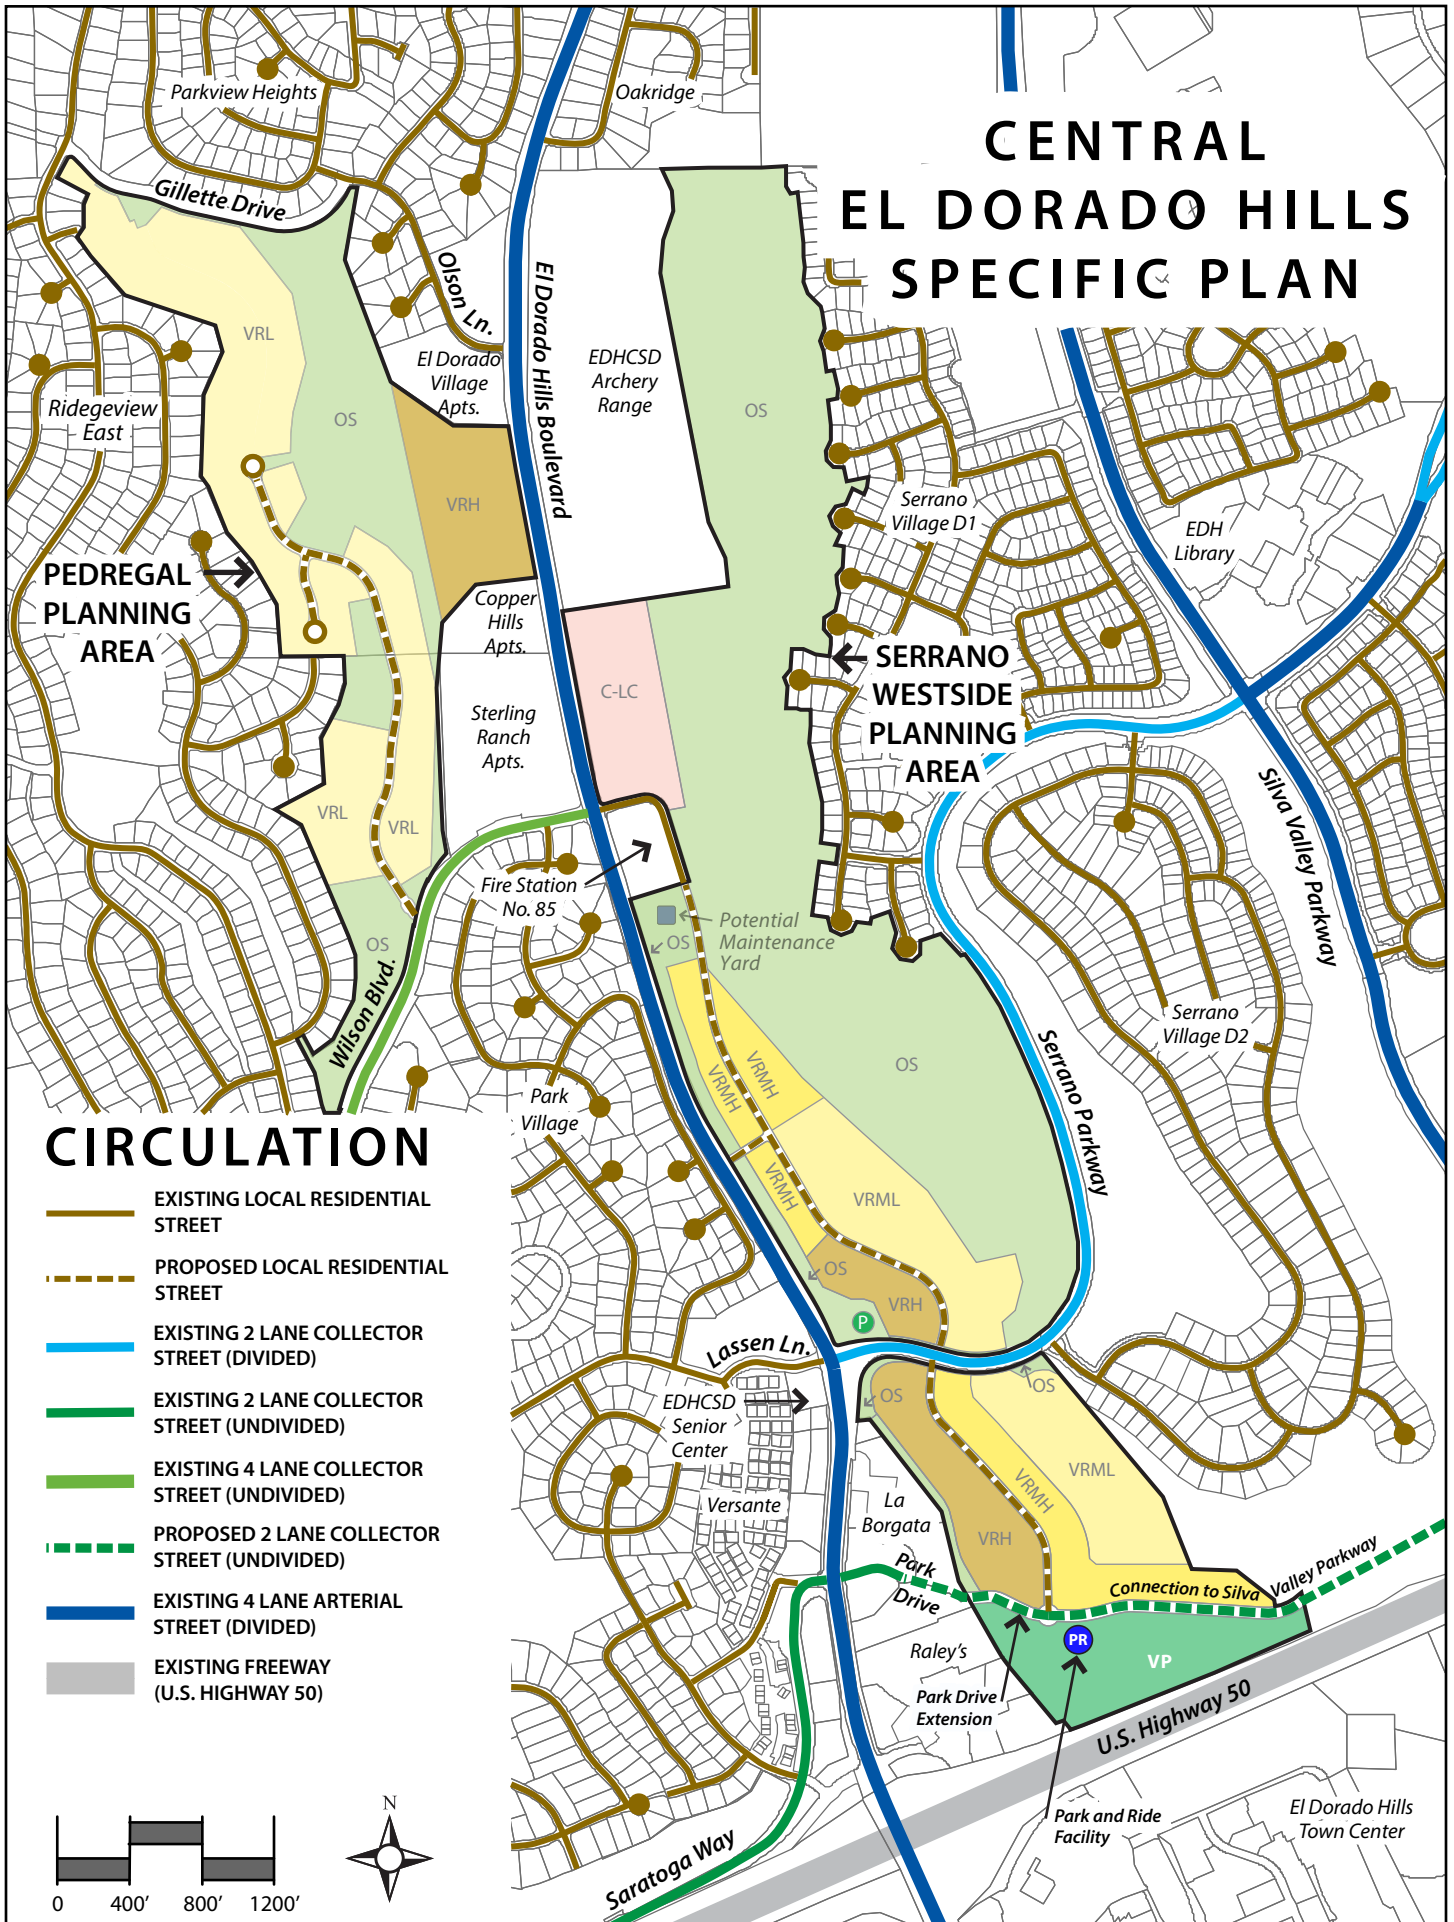 CENTRAL
EL DORADO HILLS
SPECIFIC PLAN
Parkview Heights
Oakridge
Gillette Drive
Olson Ln.
El Dorado Hills Boulevard
VRL
OS
El Dorado
Village
Apts.
EDHCSD
Archery
Range
OS
Ridegeview
East
VRH
Serrano
Village D1
EDH
Library
PEDREGAL
PLANNING
AREA
Copper
Hills
Apts.
SERRANO
WESTSIDE
PLANNING
AREA
C-LC
Sterling
Ranch
Apts.
Silva Valley Parkway
VRL
VRL
Fire Station
No. 85
OS
Potential
Maintenance
Yard
OS
Wilson Blvd.
Serrano
Village D2
Serrano Parkway
OS
VRMH
VRMH
Park
Village
VRMH
VRML
OS
VRH
P
Lassen Ln.
EDHCSD
Senior
Center
OS
OS
VRML
VRMH
Versante
La
Borgata
VRH
Park
Drive
Connection to Silva
Valley Parkway
Raley's
PR
VP
Park Drive
Extension
U.S. Highway 50
Park and Ride
Facility
El Dorado Hills
Town Center
Saratoga Way
CIRCULATION
EXISTING LOCAL RESIDENTIAL
STREET
PROPOSED LOCAL RESIDENTIAL
STREET
EXISTING 2 LANE COLLECTOR
STREET (DIVIDED)
EXISTING 2 LANE COLLECTOR
STREET (UNDIVIDED)
EXISTING 4 LANE COLLECTOR
STREET (UNDIVIDED)
PROPOSED 2 LANE COLLECTOR
STREET (UNDIVIDED)
EXISTING 4 LANE ARTERIAL
STREET (DIVIDED)
EXISTING FREEWAY
(U.S. HIGHWAY 50)
N
0 400' 800' 1200'